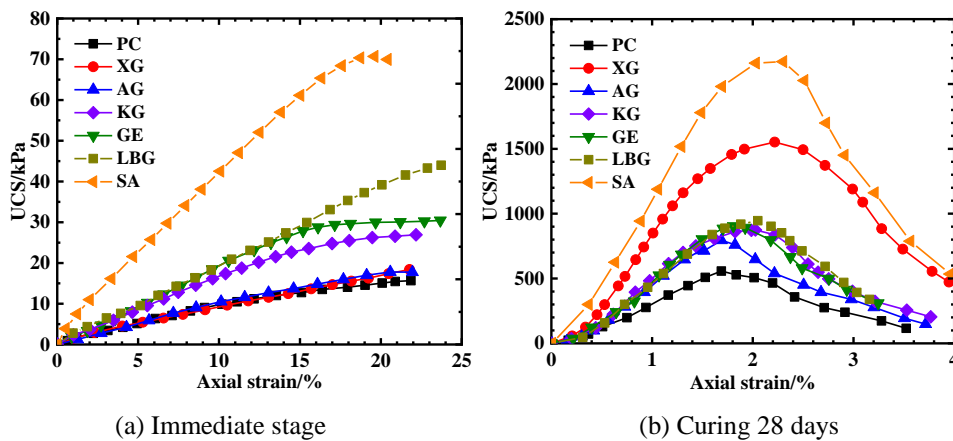 80
70
60
50
40
30
20
10
0
UCS/kPa
PC
XG
AG
KG
GE
LBG
SA
0 5 10 15 20 25
Axial strain/%
(a) Immediate stage
2500
2000
1500
1000
500
0
UCS/kPa
PC
XG
AG
KG
GE
LBG
SA
0 1 2 3 4
Axial strain/%
(b) Curing 28 days